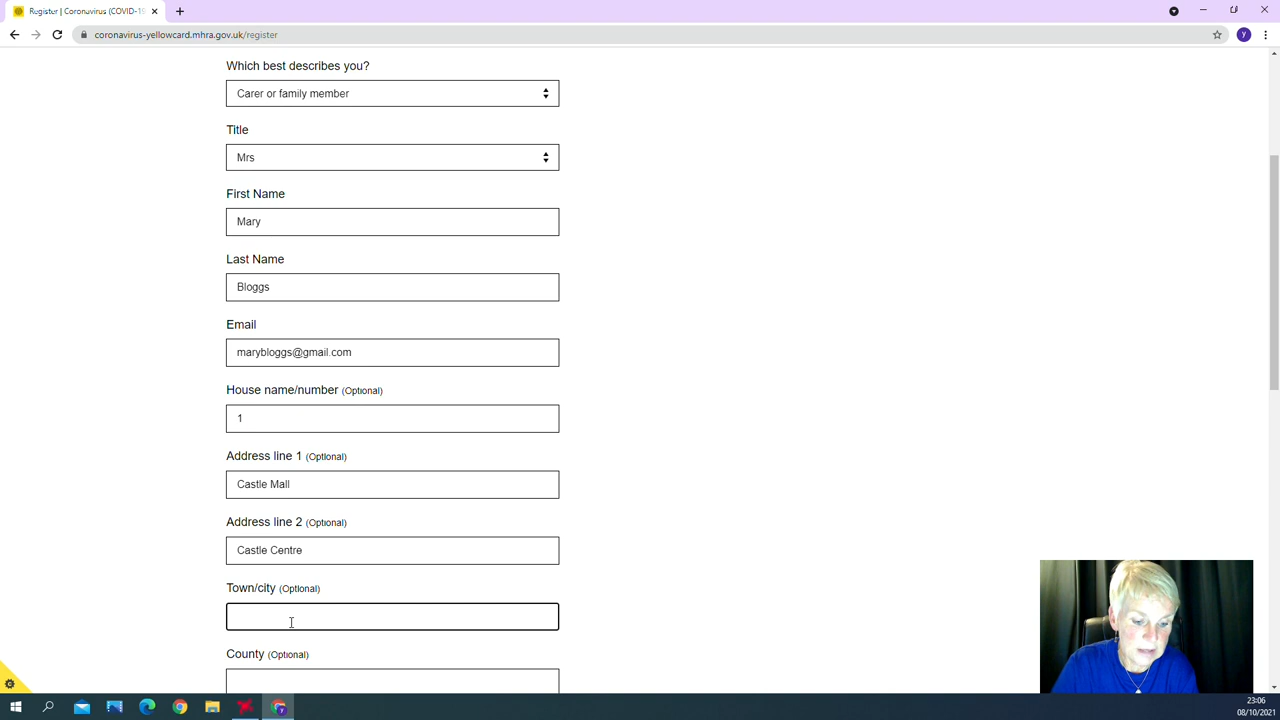 Register | Coronavirus (COVID-19
coronavirus-yellowcard.mhra.gov.uk/register
y
Which best describes you?
Carer or family member
Title
Mrs
First Name
Mary
Last Name
Bloggs
Email
marybloggs@gmail.com
House name/number (Optional)
1
Address line 1 (Optional)
Castle Mall
Address line 2 (Optional)
Castle Centre
Town/city (Optional)
County (Optional)
23:06
08/10/2021